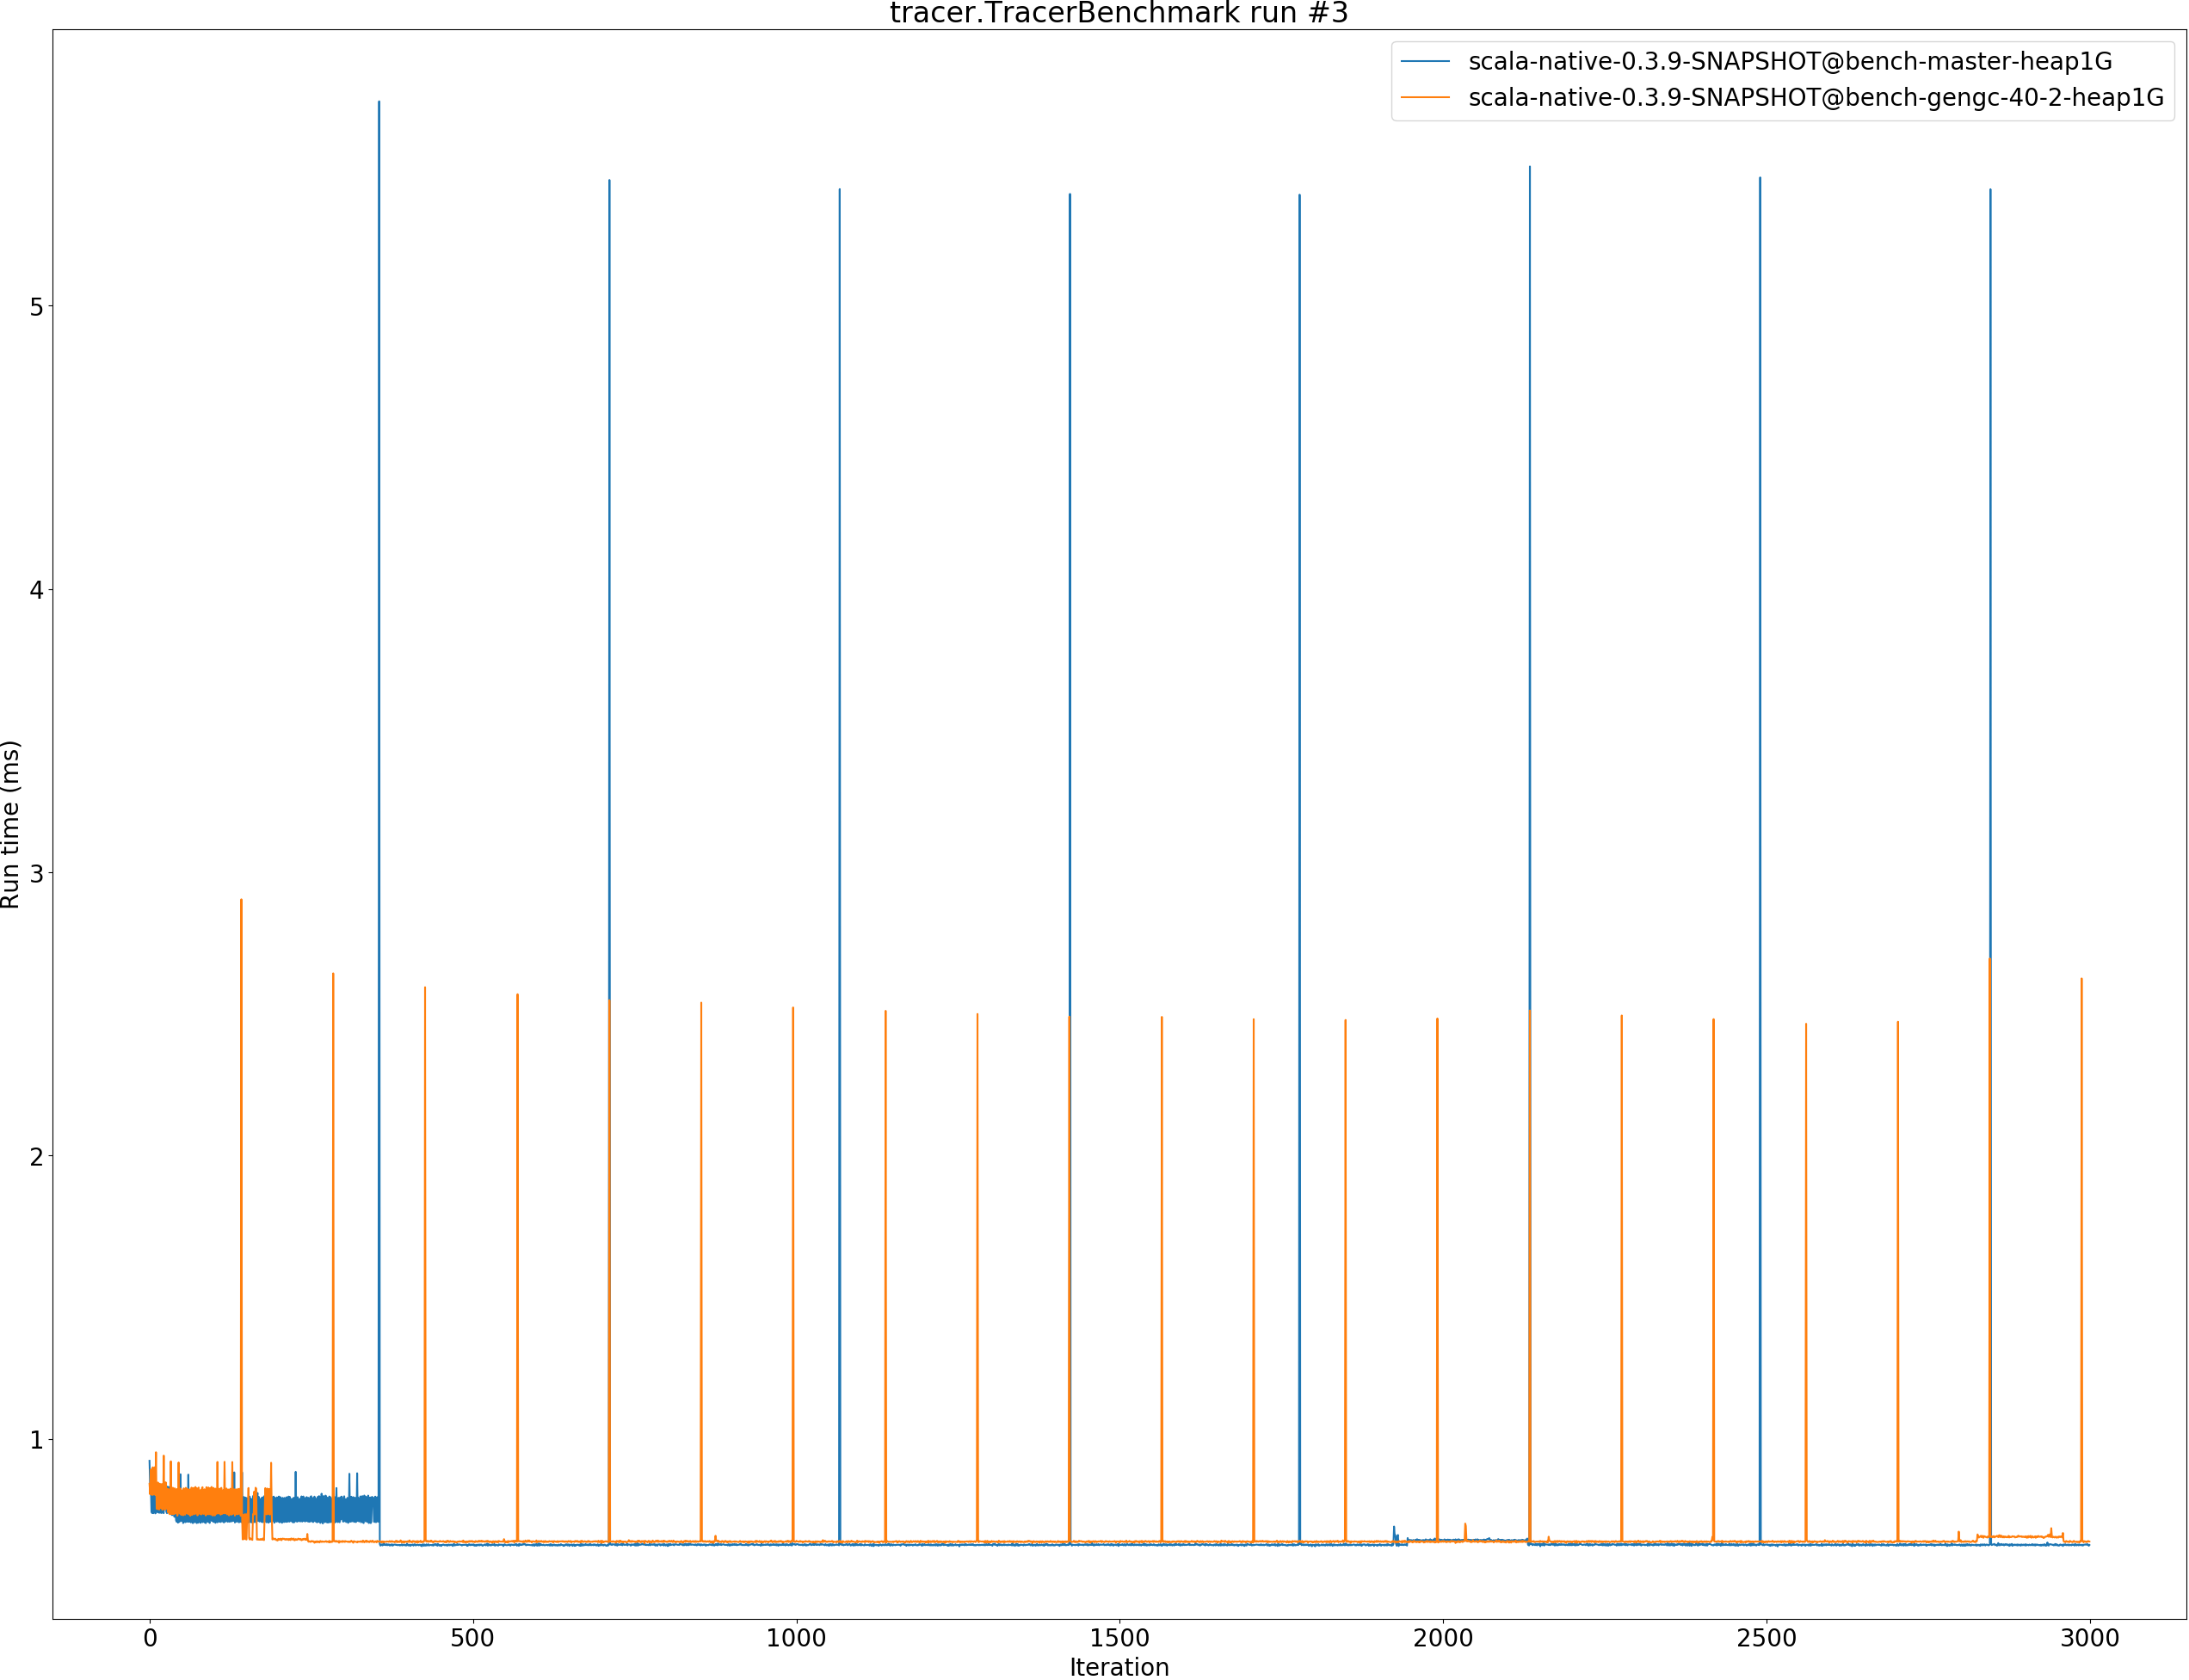 tracer.TracerBenchmark run #3
scala-native-0.3.9-SNAPSHOT@bench-master-heap1G
scala-native-0.3.9-SNAPSHOT@bench-gengc-40-2-heap1G
Run time (ms)
5
4
3
2
1
0 500 1000 1500 2000 2500 3000
Iteration